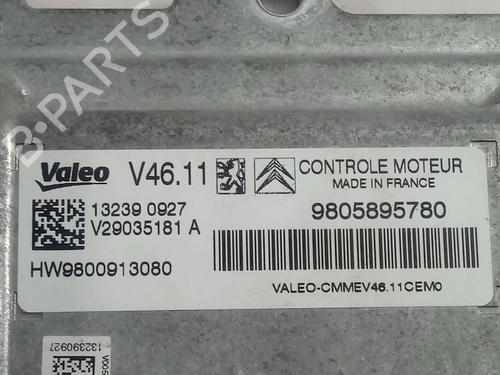 B-PARTS
Valeo V46.11 CONTROLE MOTEUR
MADE IN FRANCE
13239 0927
V29035181 A
9805895780
HW9800913080
VALEO-CMMEV46.11CEM0
132390927